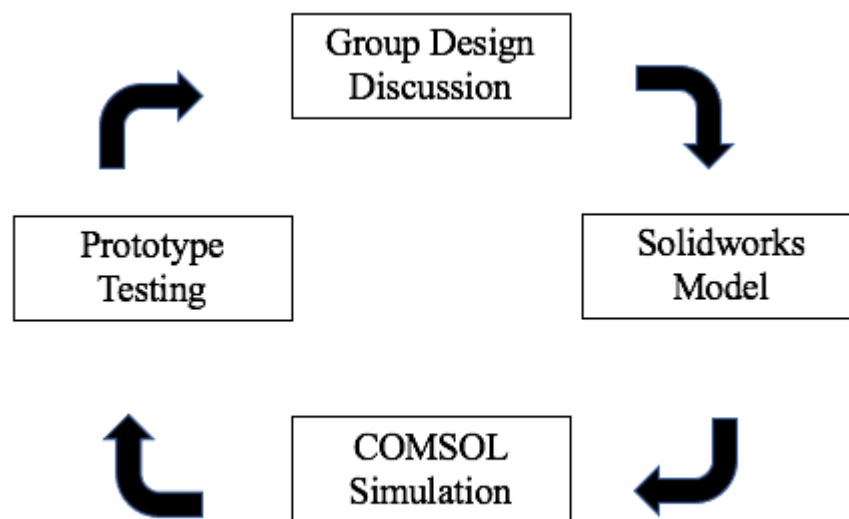 Group Design
Discussion
Solidworks
Model
COMSOL
Simulation
Prototype
Testing